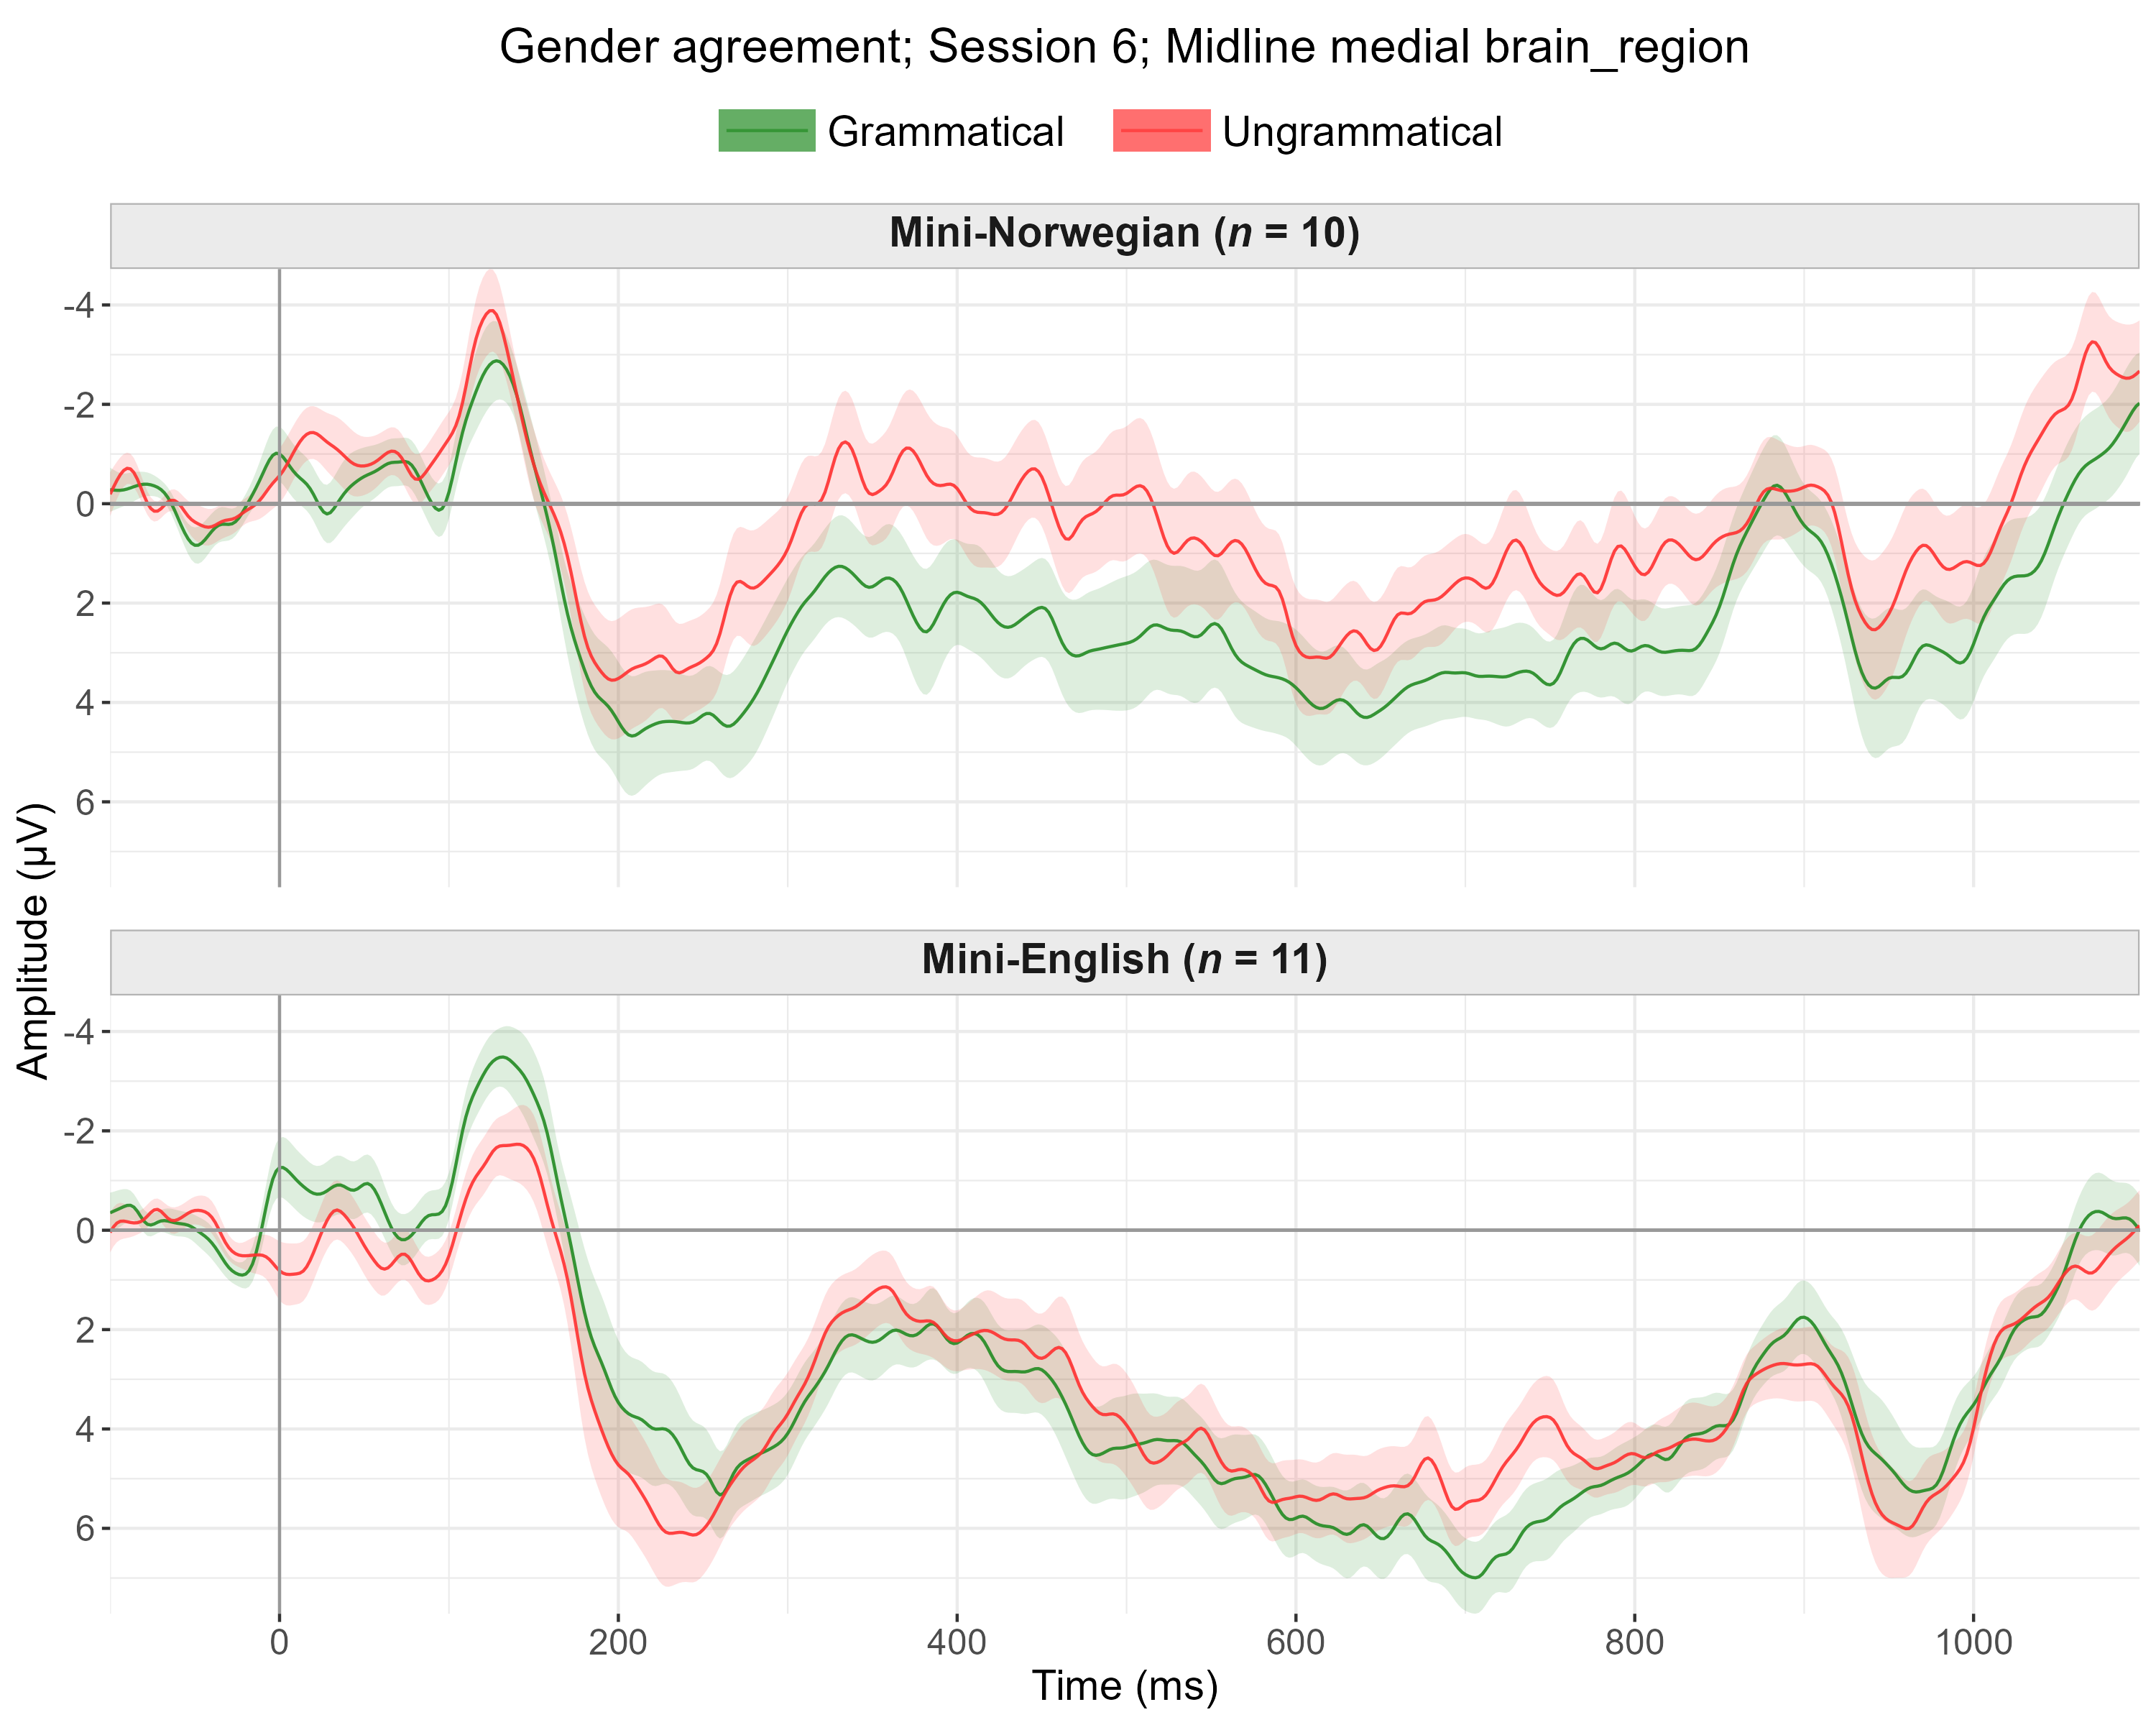 Gender agreement; Session 6; Midline medial brain_region
Grammatical Ungrammatical
Mini-Norwegian (n = 10)
-4
-2
0
2
4
6
Amplitude (µV)
Mini-English (n = 11)
-4
-2
0
2
4
6
0 200 400 600 800 1000
Time (ms)